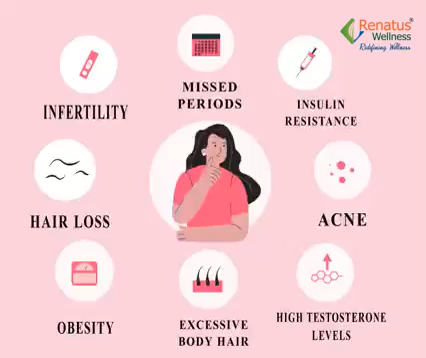 Renatus
Wellness
Redefining Wellness
MISSED
PERIODS
INFERTILITY
INSULIN
RESISTANCE
HAIR LOSS
ACNE
OBESITY
EXCESSIVE
BODY HAIR
HIGH TESTOSTERONE
LEVELS